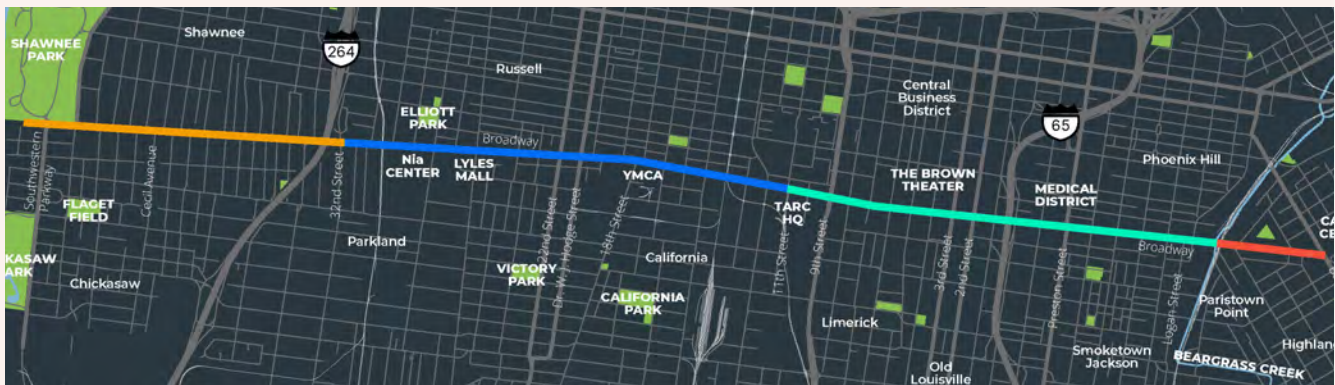 SHAWNEE
PARK
Shawnee
264
Russell
Central
Business
District
65
ELLIOTT
PARK
Broadway
Phoenix Hill
Southwestern
Parkway
Cecil Avenue
32nd Street
NIa
CENTER
LYLES
MALL
YMCA
THE BROWN
THEATER
MEDICAL
DISTRICT
FLAGET
FIELD
22nd Street
Dr. W. J. Hodge Street
18th Street
TARC
HQ
11th Street
9th Street
3rd Street
2nd Street
Preston Street
Broadway
Logan Street
CA
CE
Parkland
California
KASAW
ARK
Chickasaw
VICTORY
PARK
CALIFORNIA
PARK
Limerick
Old
Louisville
Smoketown
Jackson
Paristown
Point
Highlan
BEARGRASS CREEK